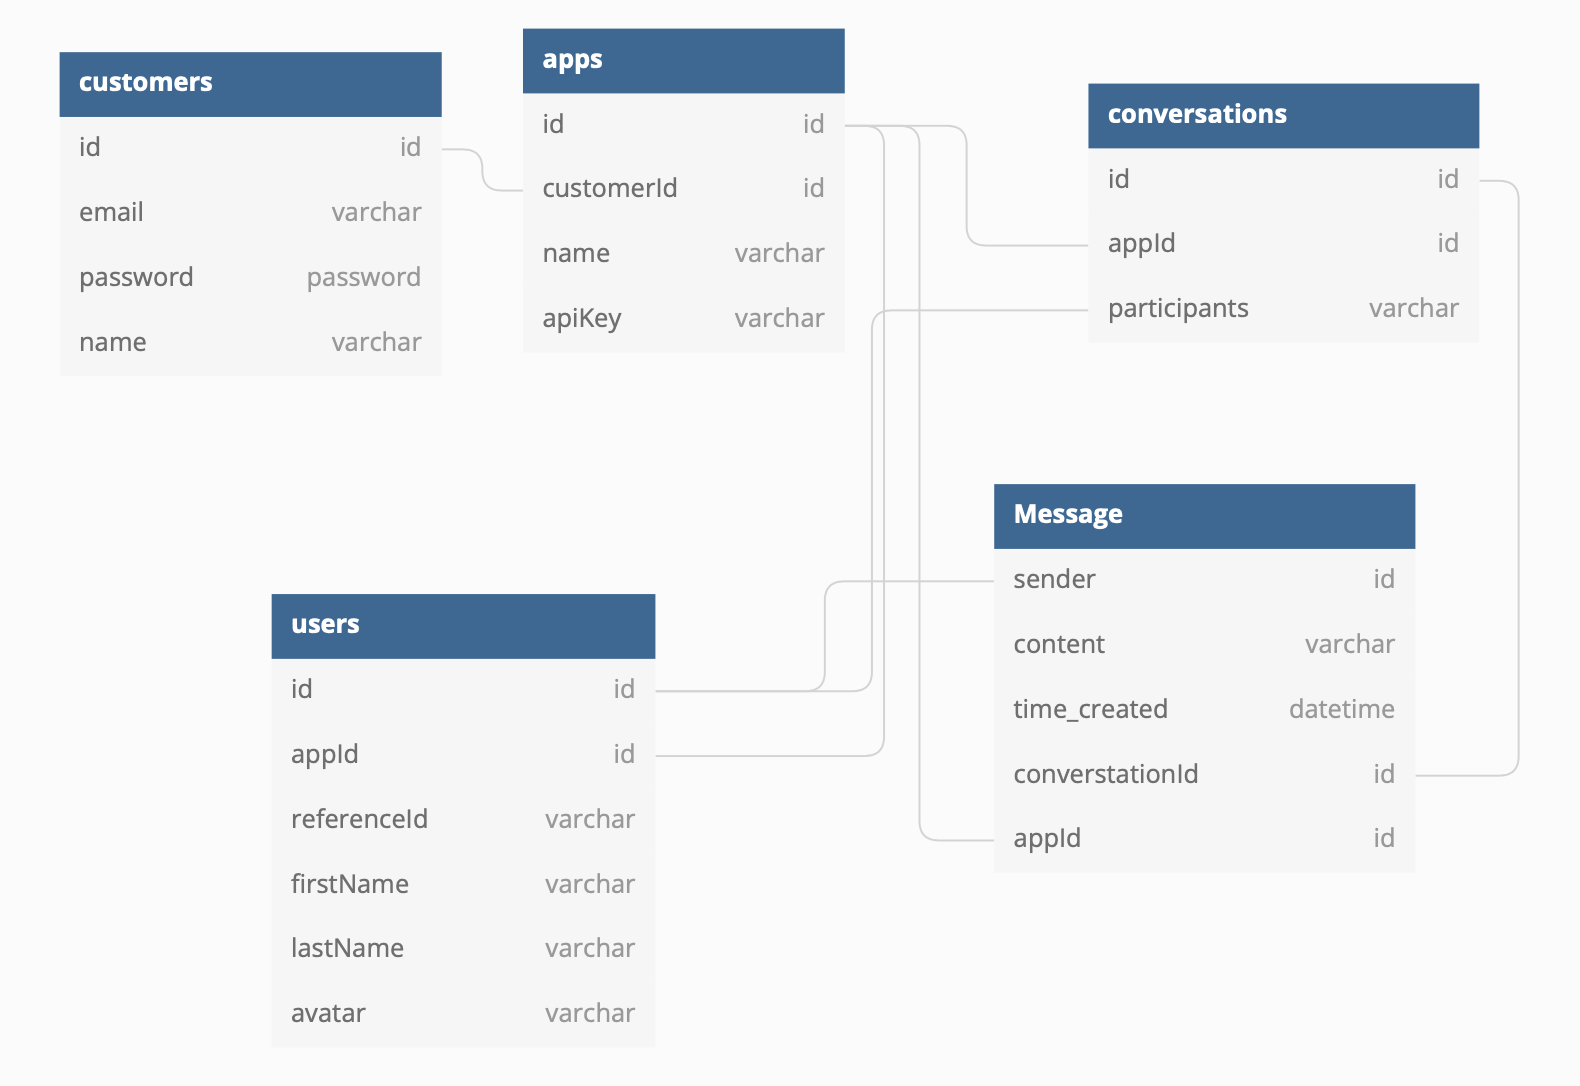 customers
id id
email varchar
password password
name varchar
apps
id id
customerId id
name varchar
apiKey varchar
conversations
id id
appId id
participants varchar
Message
sender id
content varchar
time_created datetime
converstationId id
appId id
users
id id
appId id
referenceId varchar
firstName varchar
lastName varchar
avatar varchar